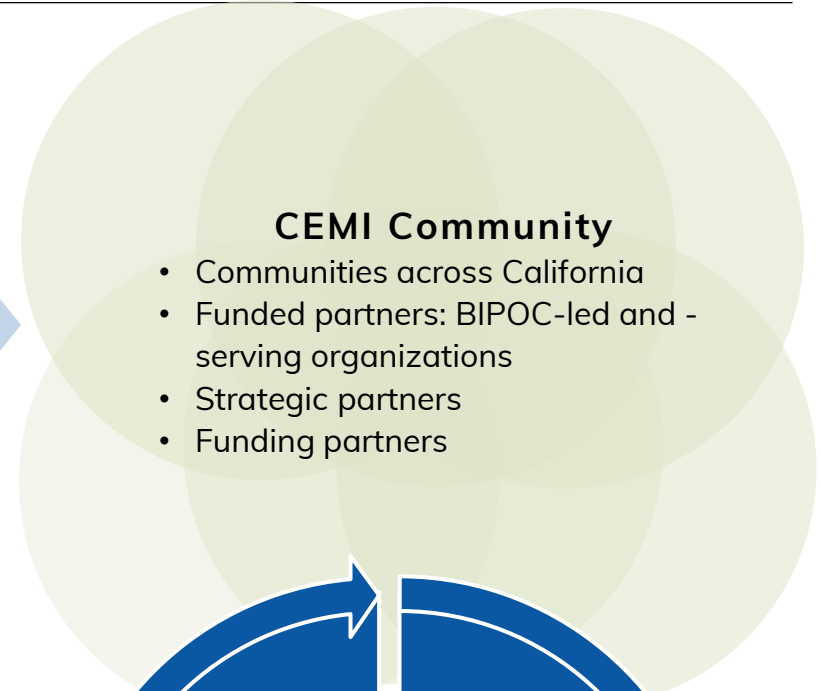 CEMI Community
• Communities across California
• Funded partners: BIPOC-led and -
serving organizations
• Strategic partners
• Funding partners